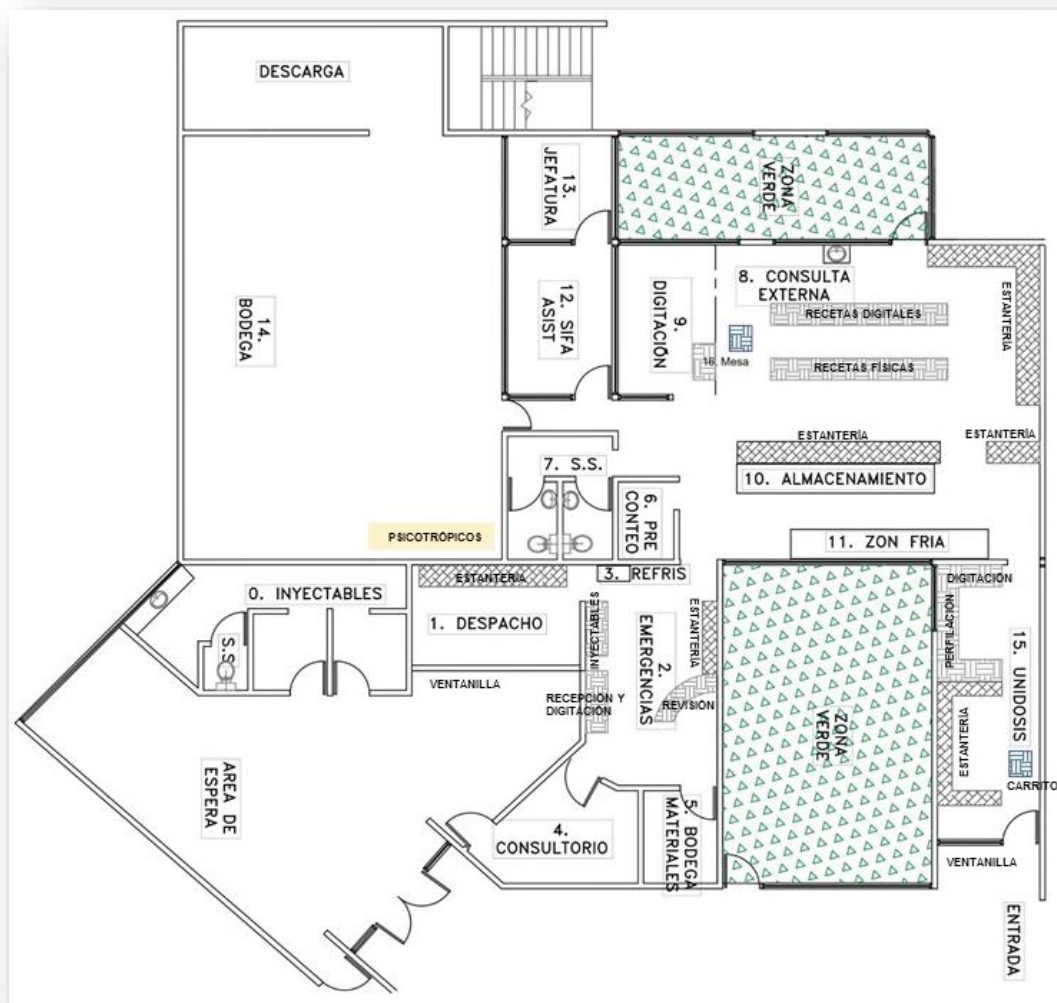 DESCARGA
13.
JEFATURA
ZONA
VERDE
14.
BODEGA
12. SIFA
ASIST
9.
DIGITACIÓN
8. CONSULTA
EXTERNA
RECETAS DIGITALES
ESTANTERÍA
16. Mesa
RECETAS FÍSICAS
ESTANTERÍA
ESTANTERÍA
7. S.S.
6. PRE
CONTEO
10. ALMACENAMIENTO
PSICOTRÓPICOS
11. ZON FRIA
ESTANTERÍA
3. REFRIS
DIGITACIÓN
0. INYECTABLES
1. DESPACHO
INYECTABLES
ESTANTERÍA
PERFILACIÓN
15. UNIDOSIS
S.S.
2.
EMERGENCIAS
VENTANILLA
RECEPCIÓN Y
DIGITACIÓN
REVISIÓN
ZONA
VERDE
ESTANTERÍA
AREA DE
ESPERA
CARRITO
4.
CONSULTORIO
5. BODEGA
MATERIALES
VENTANILLA
ENTRADA